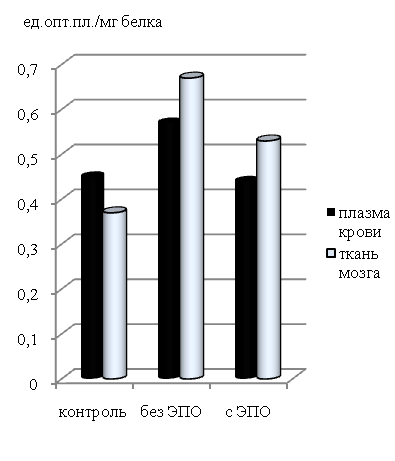 ед.опт.пл./мг белка
0,7
0,6
0,5
0,4
0,3
0,2
0,1
0
контроль без ЭПО с ЭПО
плазма
крови
ткань
мозга